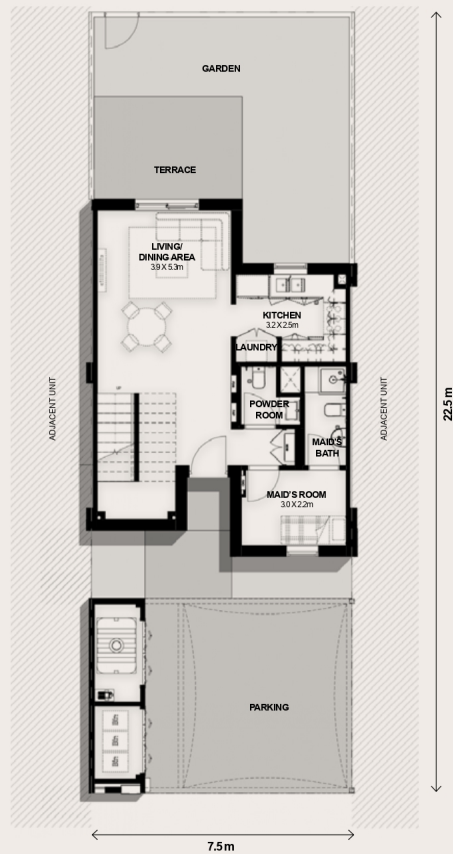 GARDEN
TERRACE
LIVING/
DINING AREA
3.9 X 5.3m
KITCHEN
3.2 X 2.5m
LAUNDRY
POWDER
ROOM
MAID'S
BATH
MAID'S ROOM
3.0 X 2.2m
ADJACENT UNIT
ADJACENT UNIT
22.5 m
PARKING
7.5 m